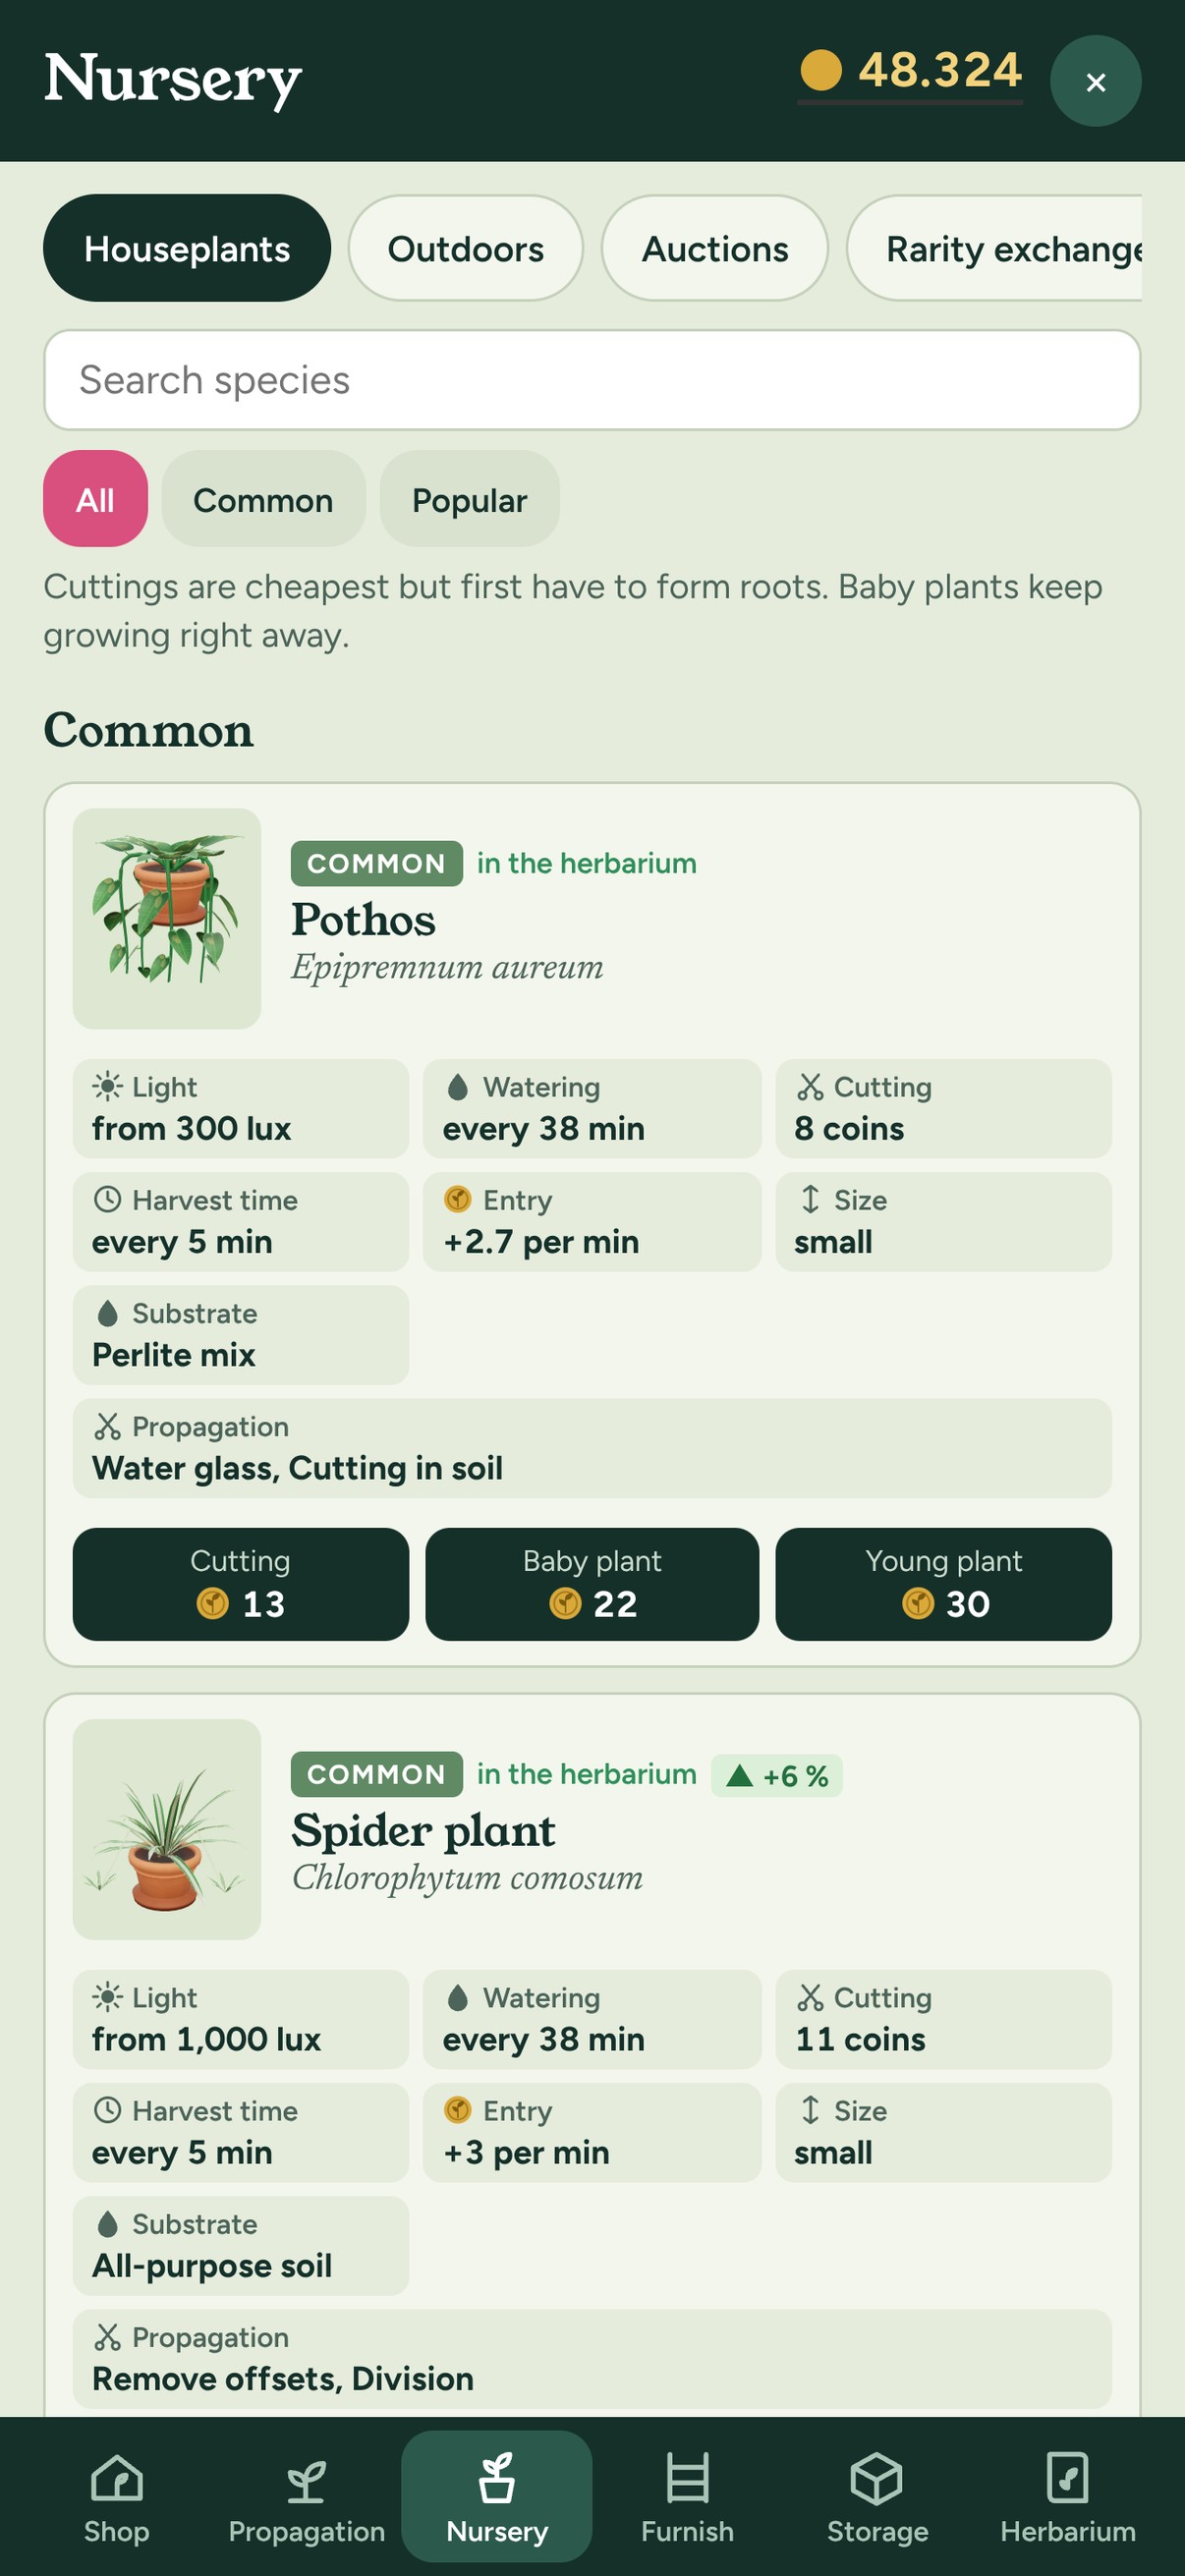 Nursery
48.324
×
Houseplants
Outdoors
Auctions
Rarity exchange
Search species
All
Common
Popular
Cuttings are cheapest but first have to form roots. Baby plants keep
growing right away.
Common
COMMON in the herbarium
Pothos
Epipremnum aureum
Light
from 300 lux
Watering
every 38 min
Cutting
8 coins
Harvest time
every 5 min
Entry
+2.7 per min
Size
small
Substrate
Perlite mix
Propagation
Water glass, Cutting in soil
Cutting
13
Baby plant
22
Young plant
30
COMMON in the herbarium ▲ +6 %
Spider plant
Chlorophytum comosum
Light
from 1,000 lux
Watering
every 38 min
Cutting
11 coins
Harvest time
every 5 min
Entry
+3 per min
Size
small
Substrate
All-purpose soil
Propagation
Remove offsets, Division
Shop
Propagation
Nursery
Furnish
Storage
Herbarium